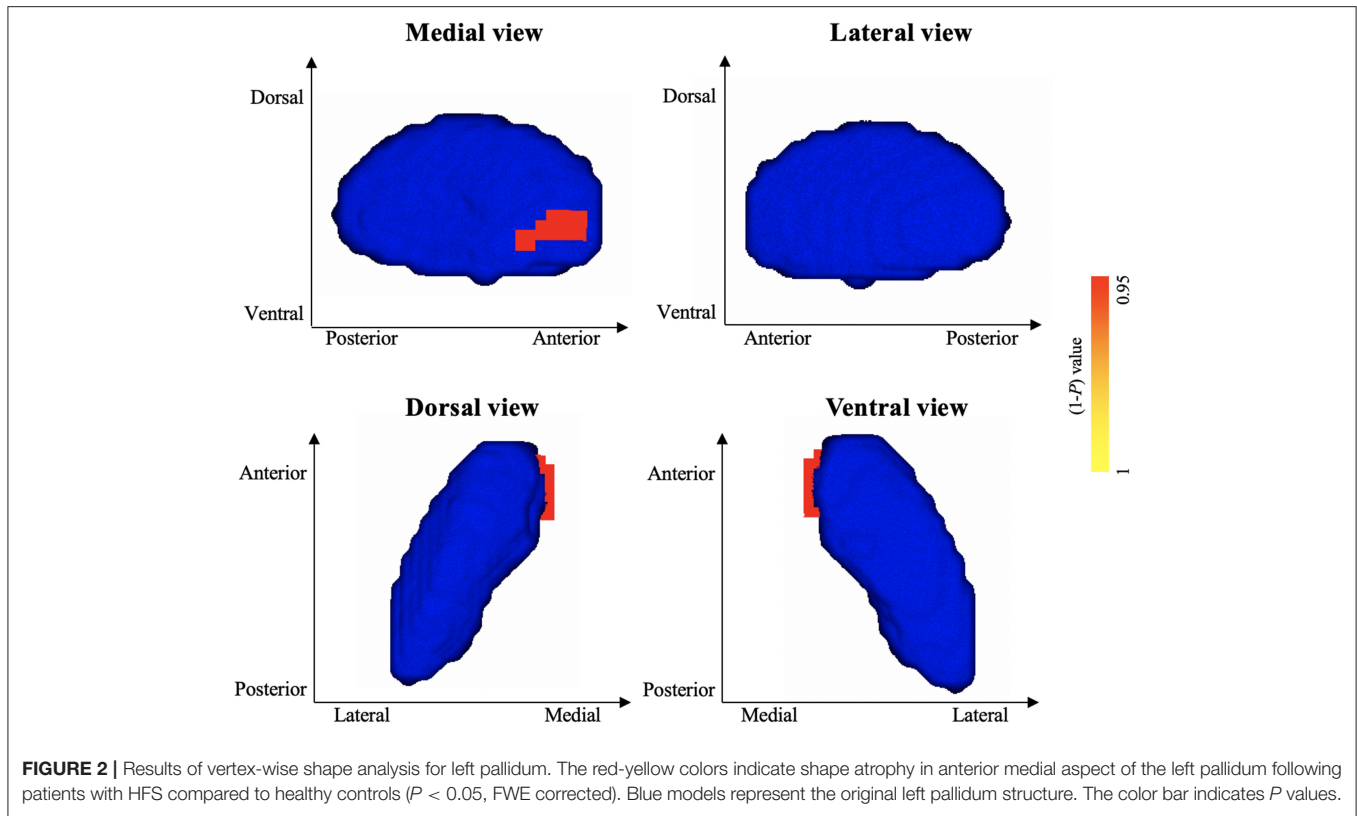 Medial view
Lateral view
Dorsal
Ventral
Posterior
Anterior
Dorsal
Ventral
Anterior
Posterior
(1-P) value
0.95
1
Dorsal view
Ventral view
Anterior
Posterior
Lateral
Medial
Anterior
Posterior
Medial
Lateral
FIGURE 2 | Results of vertex-wise shape analysis for left pallidum. The red-yellow colors indicate shape atrophy in anterior medial aspect of the left pallidum following
patients with HFS compared to healthy controls (P < 0.05, FWE corrected). Blue models represent the original left pallidum structure. The color bar indicates P values.